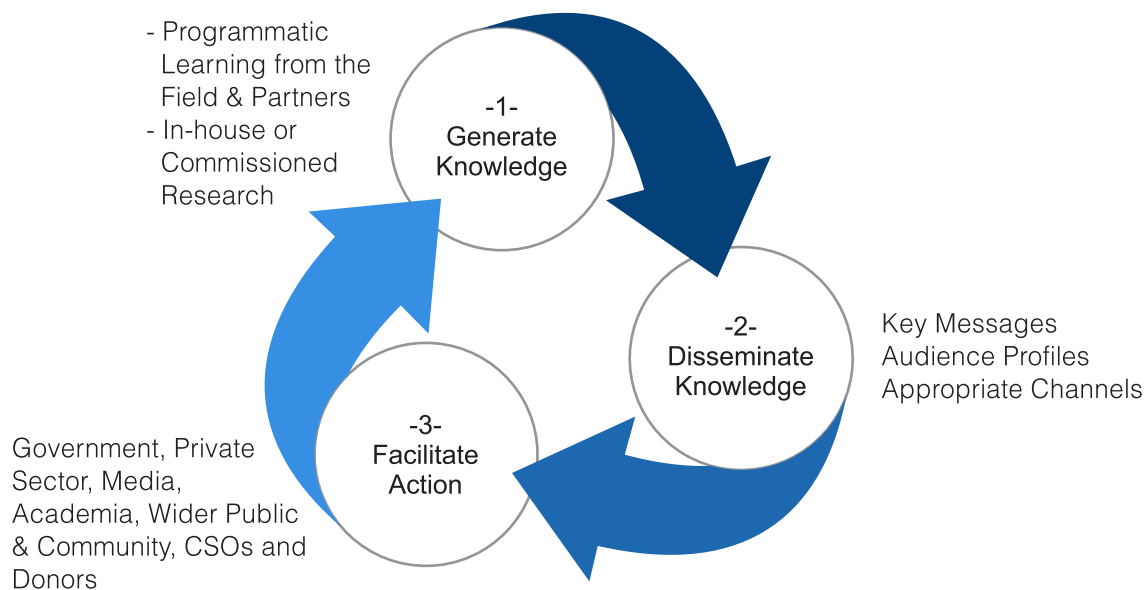 - Programmatic
Learning from the
Field & Partners
- In-house or
Commissioned
Research
-1-
Generate
Knowledge
-2-
Disseminate
Knowledge
Key Messages
Audience Profiles
Appropriate Channels
-3-
Facilitate
Action
Government, Private
Sector, Media,
Academia, Wider Public
& Community, CSOs and
Donors